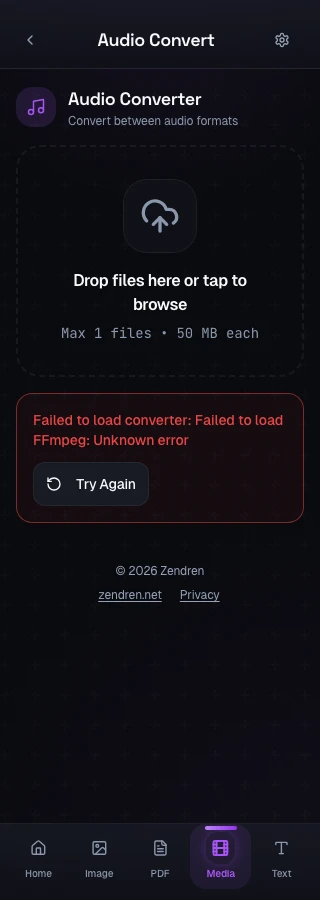 Audio Convert
Audio Converter
Convert between audio formats
Drop files here or tap to
browse
Max 1 files • 50 MB each
Failed to load converter: Failed to load
FFmpeg: Unknown error
Try Again
© 2026 Zendren
zendren.net Privacy
Home Image PDF Media Text